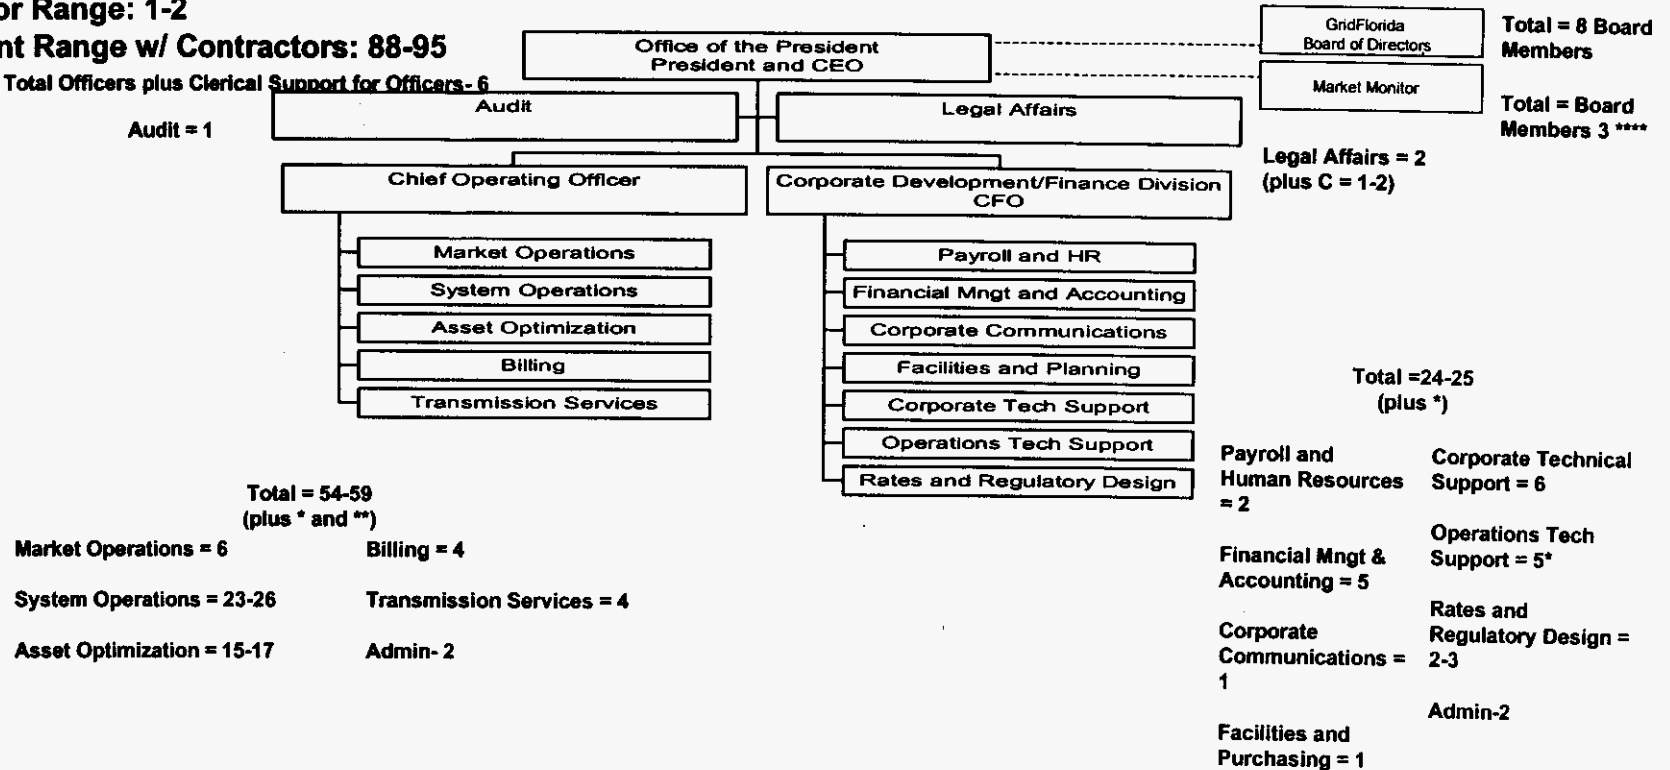 or Range: 1-2
nt Range w/ Contractors: 88-95
Total Officers plus Clerical Support for Officers- 6
Audit = 1
Office of the President
President and CEO
GridFlorida
Board of Directors
Market Monitor
Total = 8 Board
Members
Total = Board
Members 3 ****
Audit
Legal Affairs
Legal Affairs = 2
(plus C = 1-2)
Chief Operating Officer
Corporate Development/Finance Division
CFO
Market Operations
System Operations
Asset Optimization
Billing
Transmission Services
Payroll and HR
Financial Mngt and Accounting
Corporate Communications
Facilities and Planning
Corporate Tech Support
Operations Tech Support
Rates and Regulatory Design
Total = 54-59
(plus * and **)
Market Operations = 6
System Operations = 23-26
Asset Optimization = 15-17
Billing = 4
Transmission Services = 4
Admin- 2
Total =24-25
(plus *)
Payroll and
Human Resources
= 2
Financial Mngt &
Accounting = 5
Corporate
Communications =
1
Facilities and
Purchasing = 1
Corporate Technical
Support = 6
Operations Tech
Support = 5*
Rates and
Regulatory Design =
2-3
Admin-2